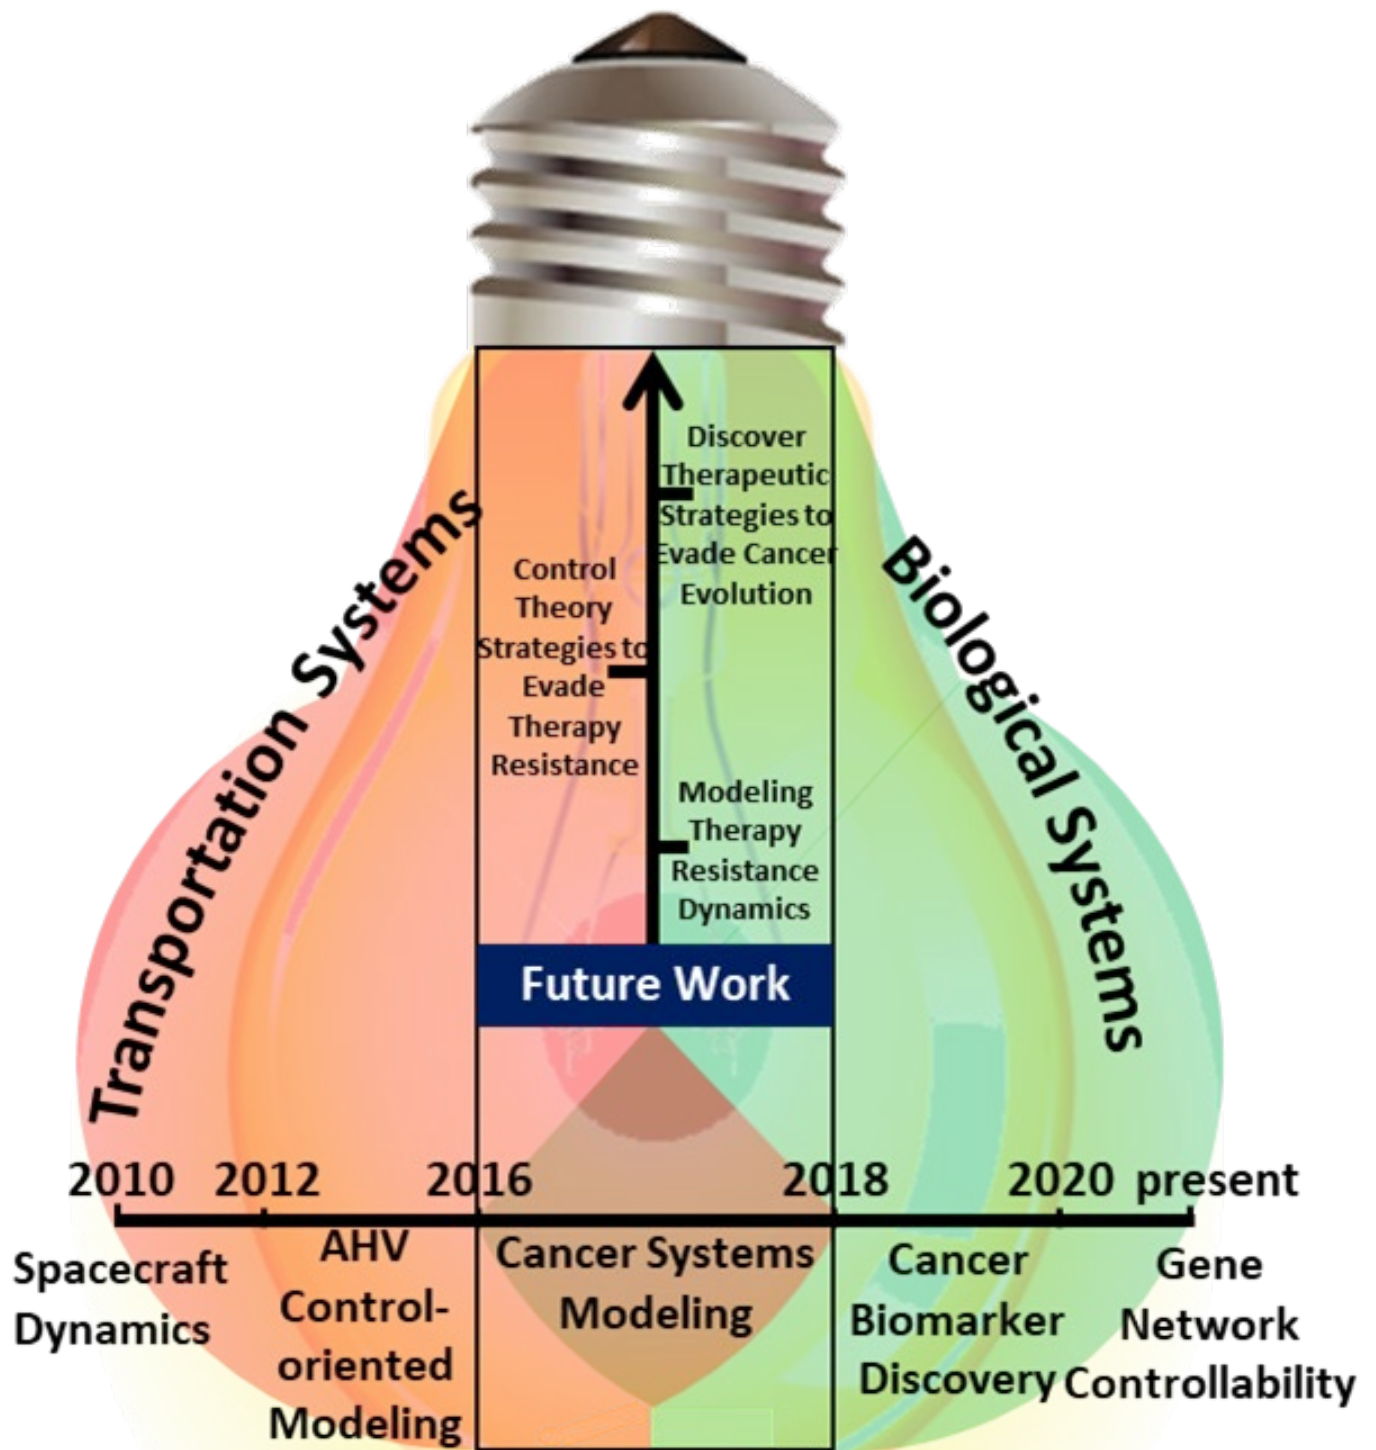 Discover
Therapeutic
Strategies to
Evade Cancer
Evolution
Control
Theory
Strategies to
Evade
Therapy
Resistance
Modeling
Therapy
Resistance
Dynamics
Transportation Systems
Biological Systems
Future Work
2010 2012 2016 2018 2020 present
Spacecraft
Dynamics
AHV
Control-
oriented
Modeling
Cancer Systems
Modeling
Cancer
Biomarker
Discovery
Gene
Network
Controllability